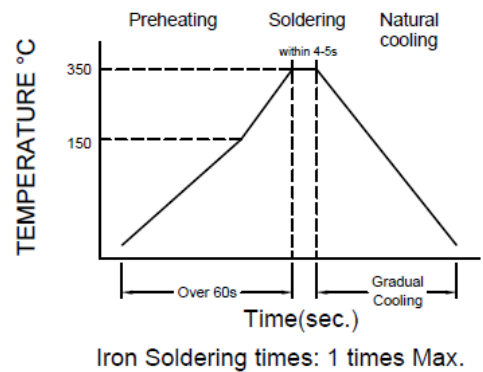 Preheating Soldering Natural
cooling
within 4-5s
TEMPERATURE °C
350
150
Over 60s
Gradual
Cooling
Time(sec.)
Iron Soldering times: 1 times Max.